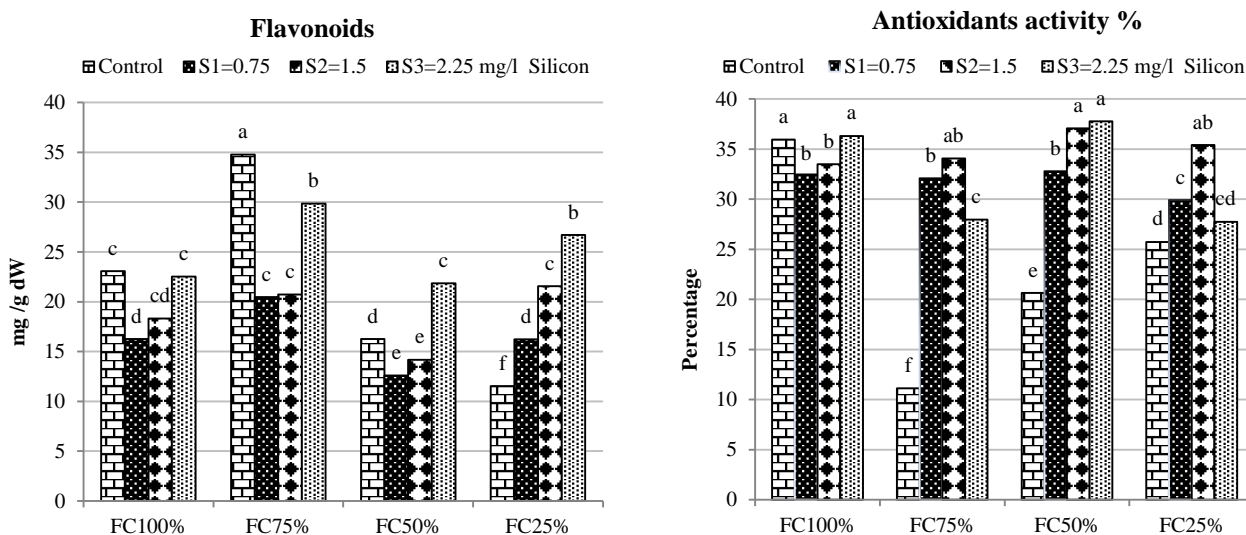 Flavonoids
Control S1=0.75 S2=1.5 S3=2.25 mg/l Silicon
mg /g dW
40
35
30
25
20
15
10
5
0
c d cd c
a c c b
d e e c
f d c b
FC100% FC75% FC50% FC25%
Antioxidants activity %
Control S1=0.75 S2=1.5 S3=2.25 mg/l Silicon
Percentage
40
35
30
25
20
15
10
5
0
a b b a
f b ab c
e b a a
d c ab cd
FC100% FC75% FC50% FC25%